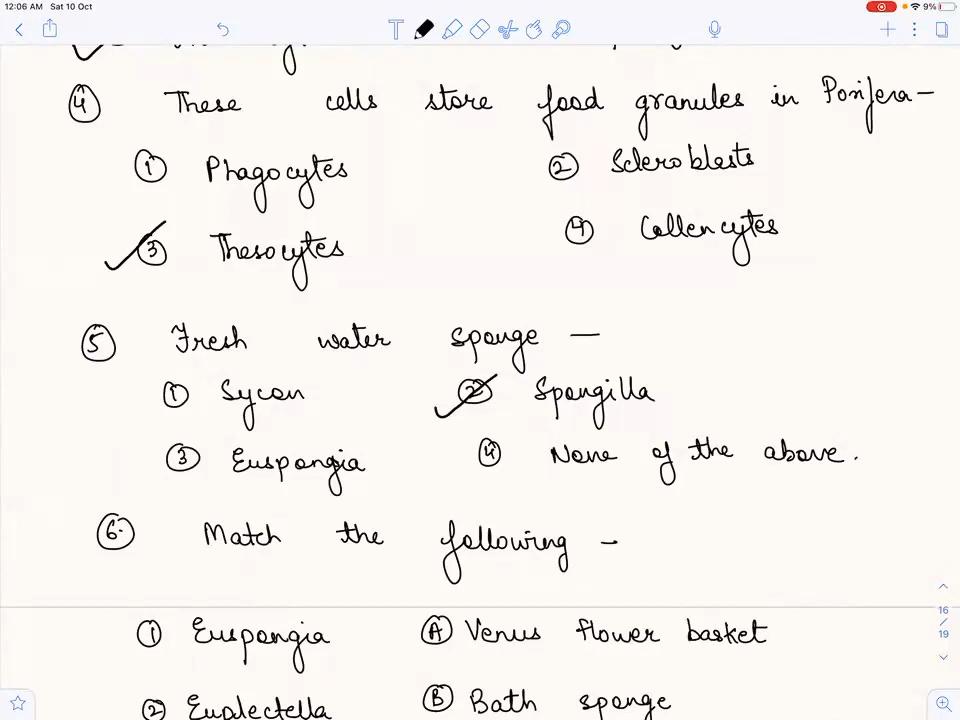 12:06 AM Sat 10 Oct 9%
T
④ These cells store food granules in Porifera—
① Phagocytes ② Scleroblasts
③ Thesocytes ④ Collencytes
⑤ Fresh water sponge —
① Sycon ② Spongilla
③ Euspongia ④ None of the above.
⑥ Match the following –
① Euspongia Ⓐ Venus flower basket
② Euplectella Ⓑ Bath sponge
16
/
19